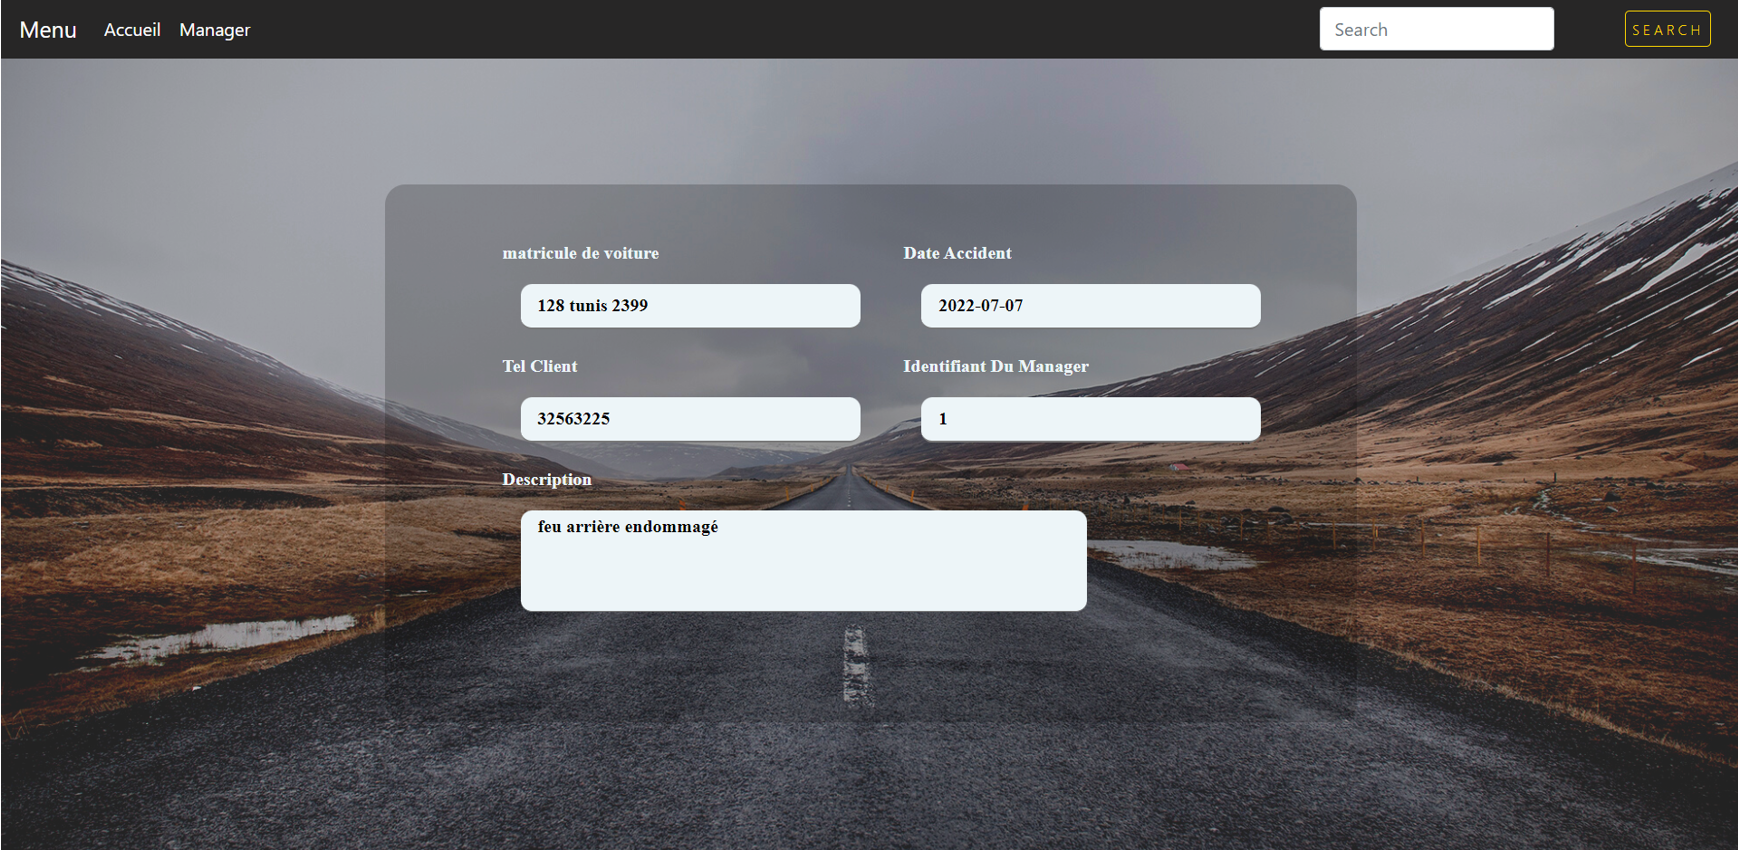 Menu Accueil Manager Search SEARCH
matricule de voiture Date Accident
128 tunis 2399 2022-07-07
Tel Client Identifiant Du Manager
32563225 1
Description
feu arrière endommagé